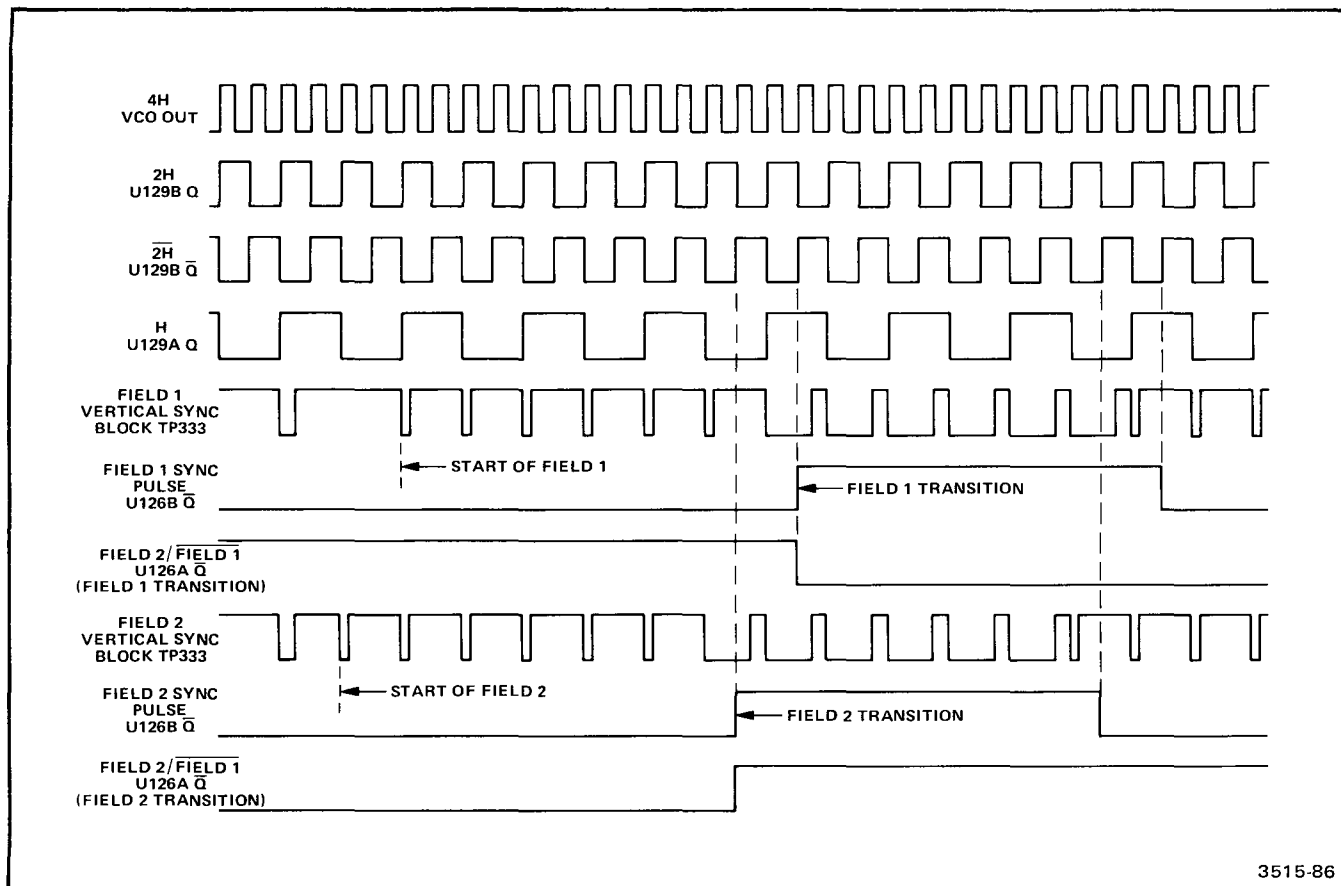 4H
VCO OUT
2H
U129B Q
2H̅
U129B Q̅
H
U129A Q
FIELD 1
VERTICAL SYNC
BLOCK TP333
START OF FIELD 1
FIELD 1 SYNC
PULSE
U126B Q̅
FIELD 1 TRANSITION
FIELD 2/F̅I̅E̅L̅D̅ ̅1̅
U126A Q̅
(FIELD 1 TRANSITION)
FIELD 2
VERTICAL SYNC
BLOCK TP333
START OF FIELD 2
FIELD 2 SYNC
PULSE
U126B Q̅
FIELD 2 TRANSITION
FIELD 2/F̅I̅E̅L̅D̅ ̅1̅
U126A Q̅
(FIELD 2 TRANSITION)
3515-86